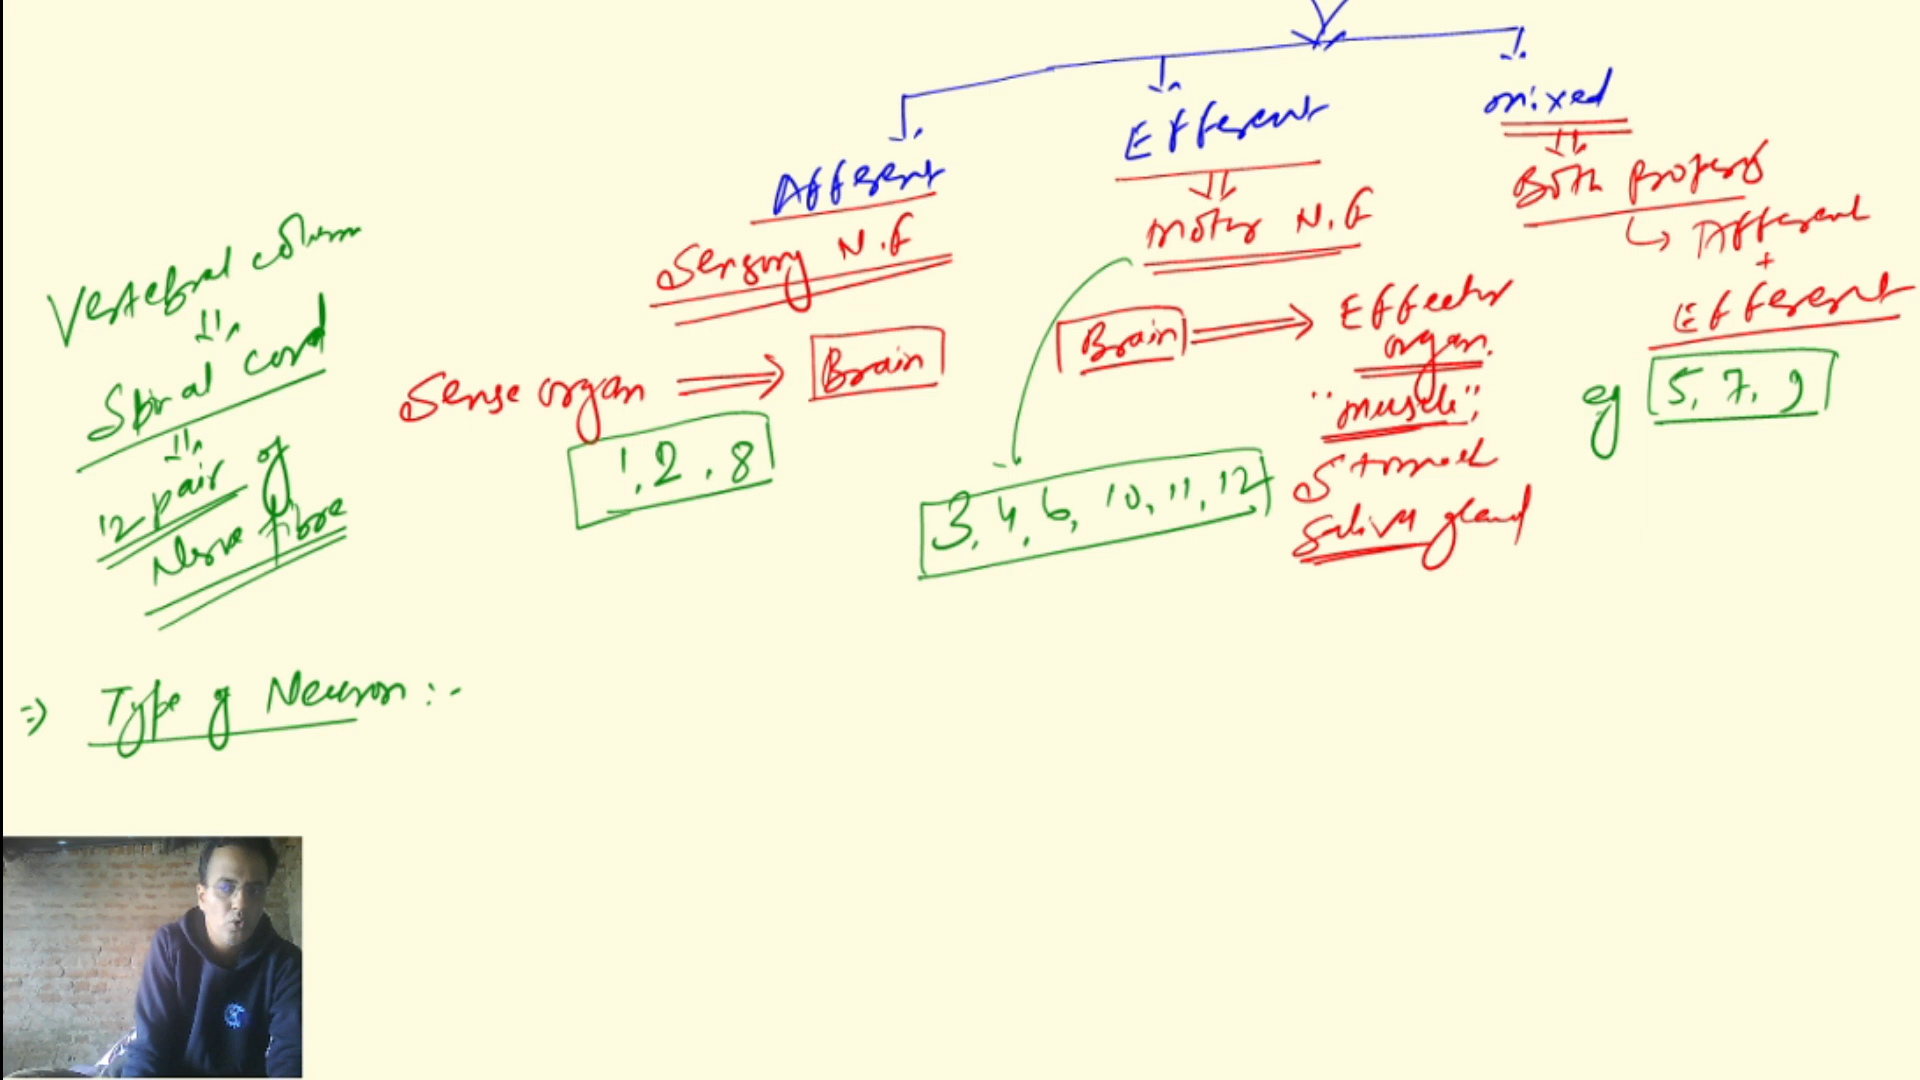 Afferent
Sensory N.F
Sense organ ⇒ Brain
1, 2, 8
Efferent
Motor N.F
Brain ⇒ Effector
organ.
"muscle",
Stomach
Saliva gland
3, 4, 6, 10, 11, 12
mixed
Both Property
↳ Afferent
+
Efferent
eg 5, 7, 9
Vertebral column
Spinal cord
12 pair of
Nerve fibre
⇒ Type of Neuron :-